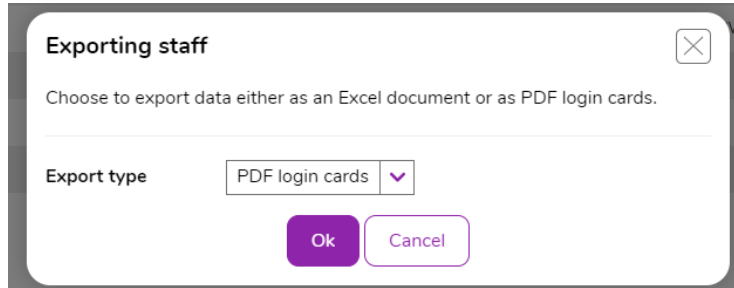 Exporting staff
Choose to export data either as an Excel document or as PDF login cards.
Export type
PDF login cards
Ok
Cancel